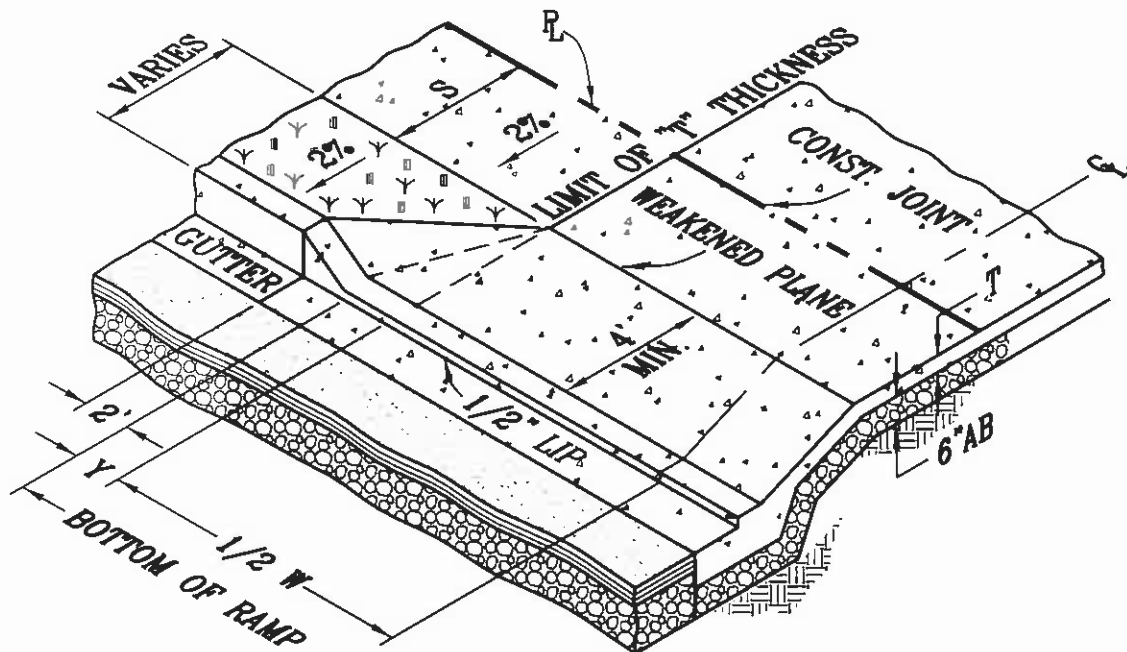 PL
VARIES
S
2%
2%
LIMIT OF "T" THICKNESS
CONST JOINT
WEAKENED PLANE
CL
T
GUTTER
4' MIN.
1/2" LIP
6"AB
2'
Y
1/2 W
BOTTOM OF RAMP